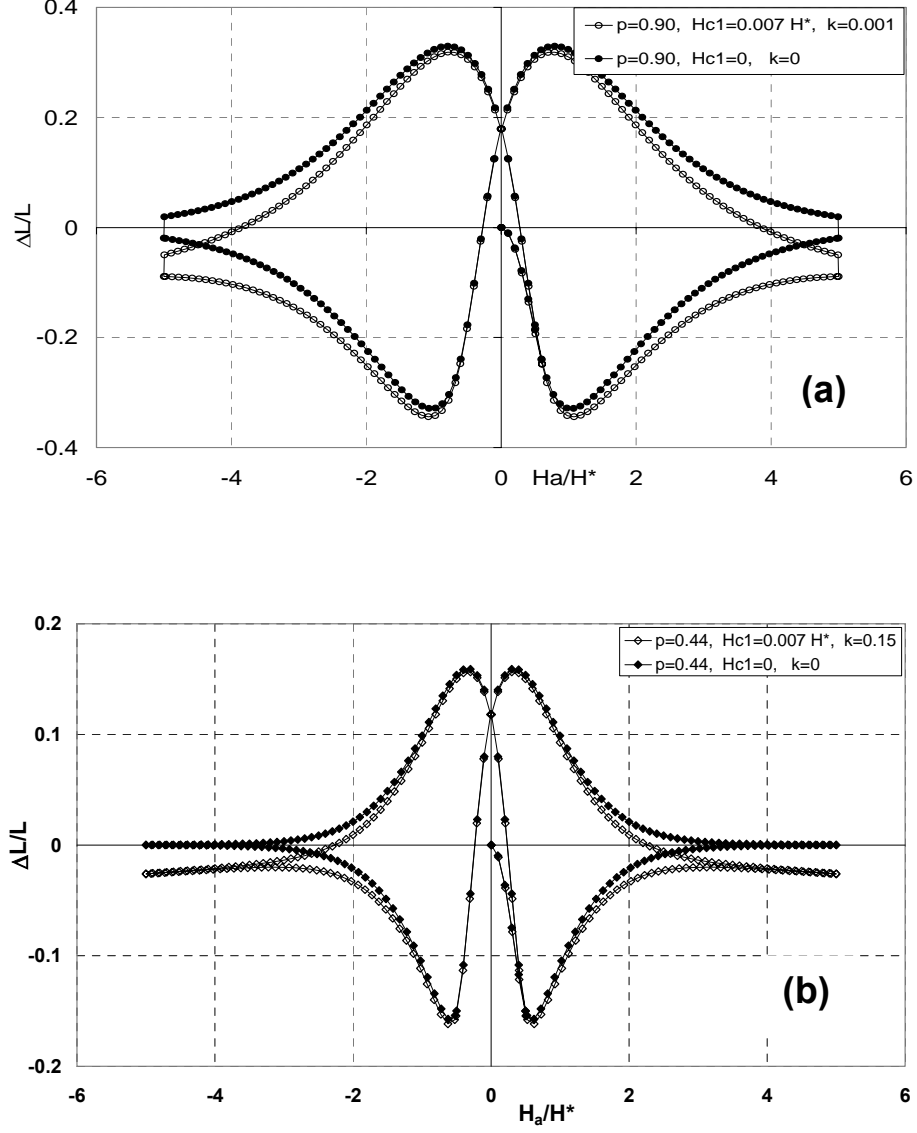 0.4
p=0.90, Hc1=0.007 H*, k=0.001
p=0.90, Hc1=0, k=0
0.2
ΔL/L
0
-0.2
(a)
-0.4
-6 -4 -2 0 Ha/H* 2 4 6
0.2
p=0.44, Hc1=0.007 H*, k=0.15
p=0.44, Hc1=0, k=0
0.1
ΔL/L
0
-0.1
(b)
-0.2
-6 -4 -2 0 2 4 6
Ha/H*